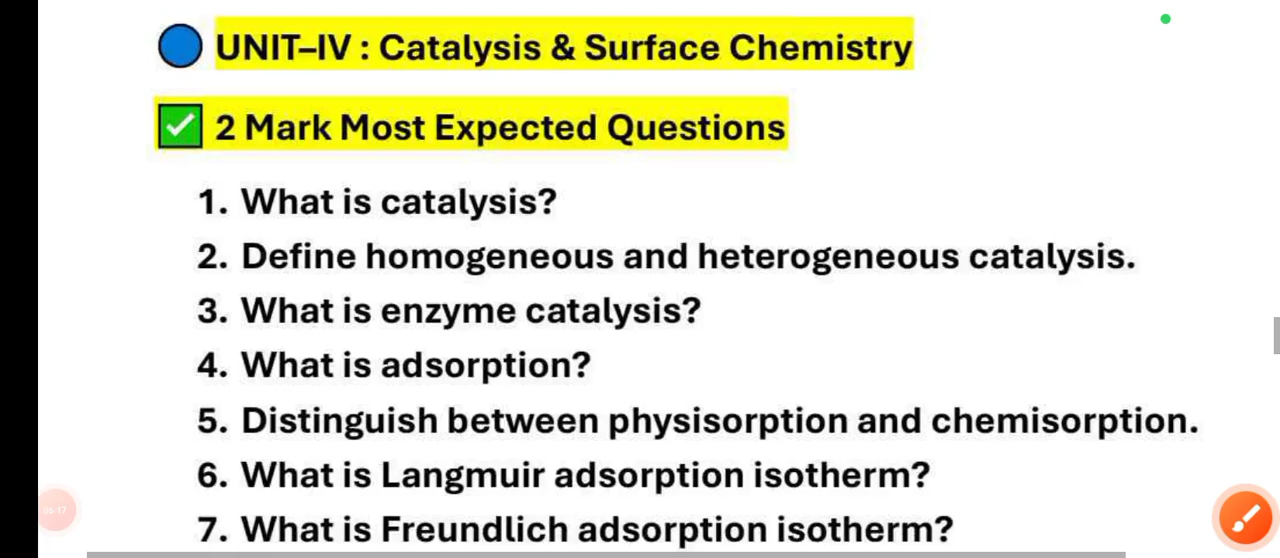 UNIT–IV : Catalysis & Surface Chemistry
2 Mark Most Expected Questions
1. What is catalysis?
2. Define homogeneous and heterogeneous catalysis.
3. What is enzyme catalysis?
4. What is adsorption?
5. Distinguish between physisorption and chemisorption.
6. What is Langmuir adsorption isotherm?
7. What is Freundlich adsorption isotherm?